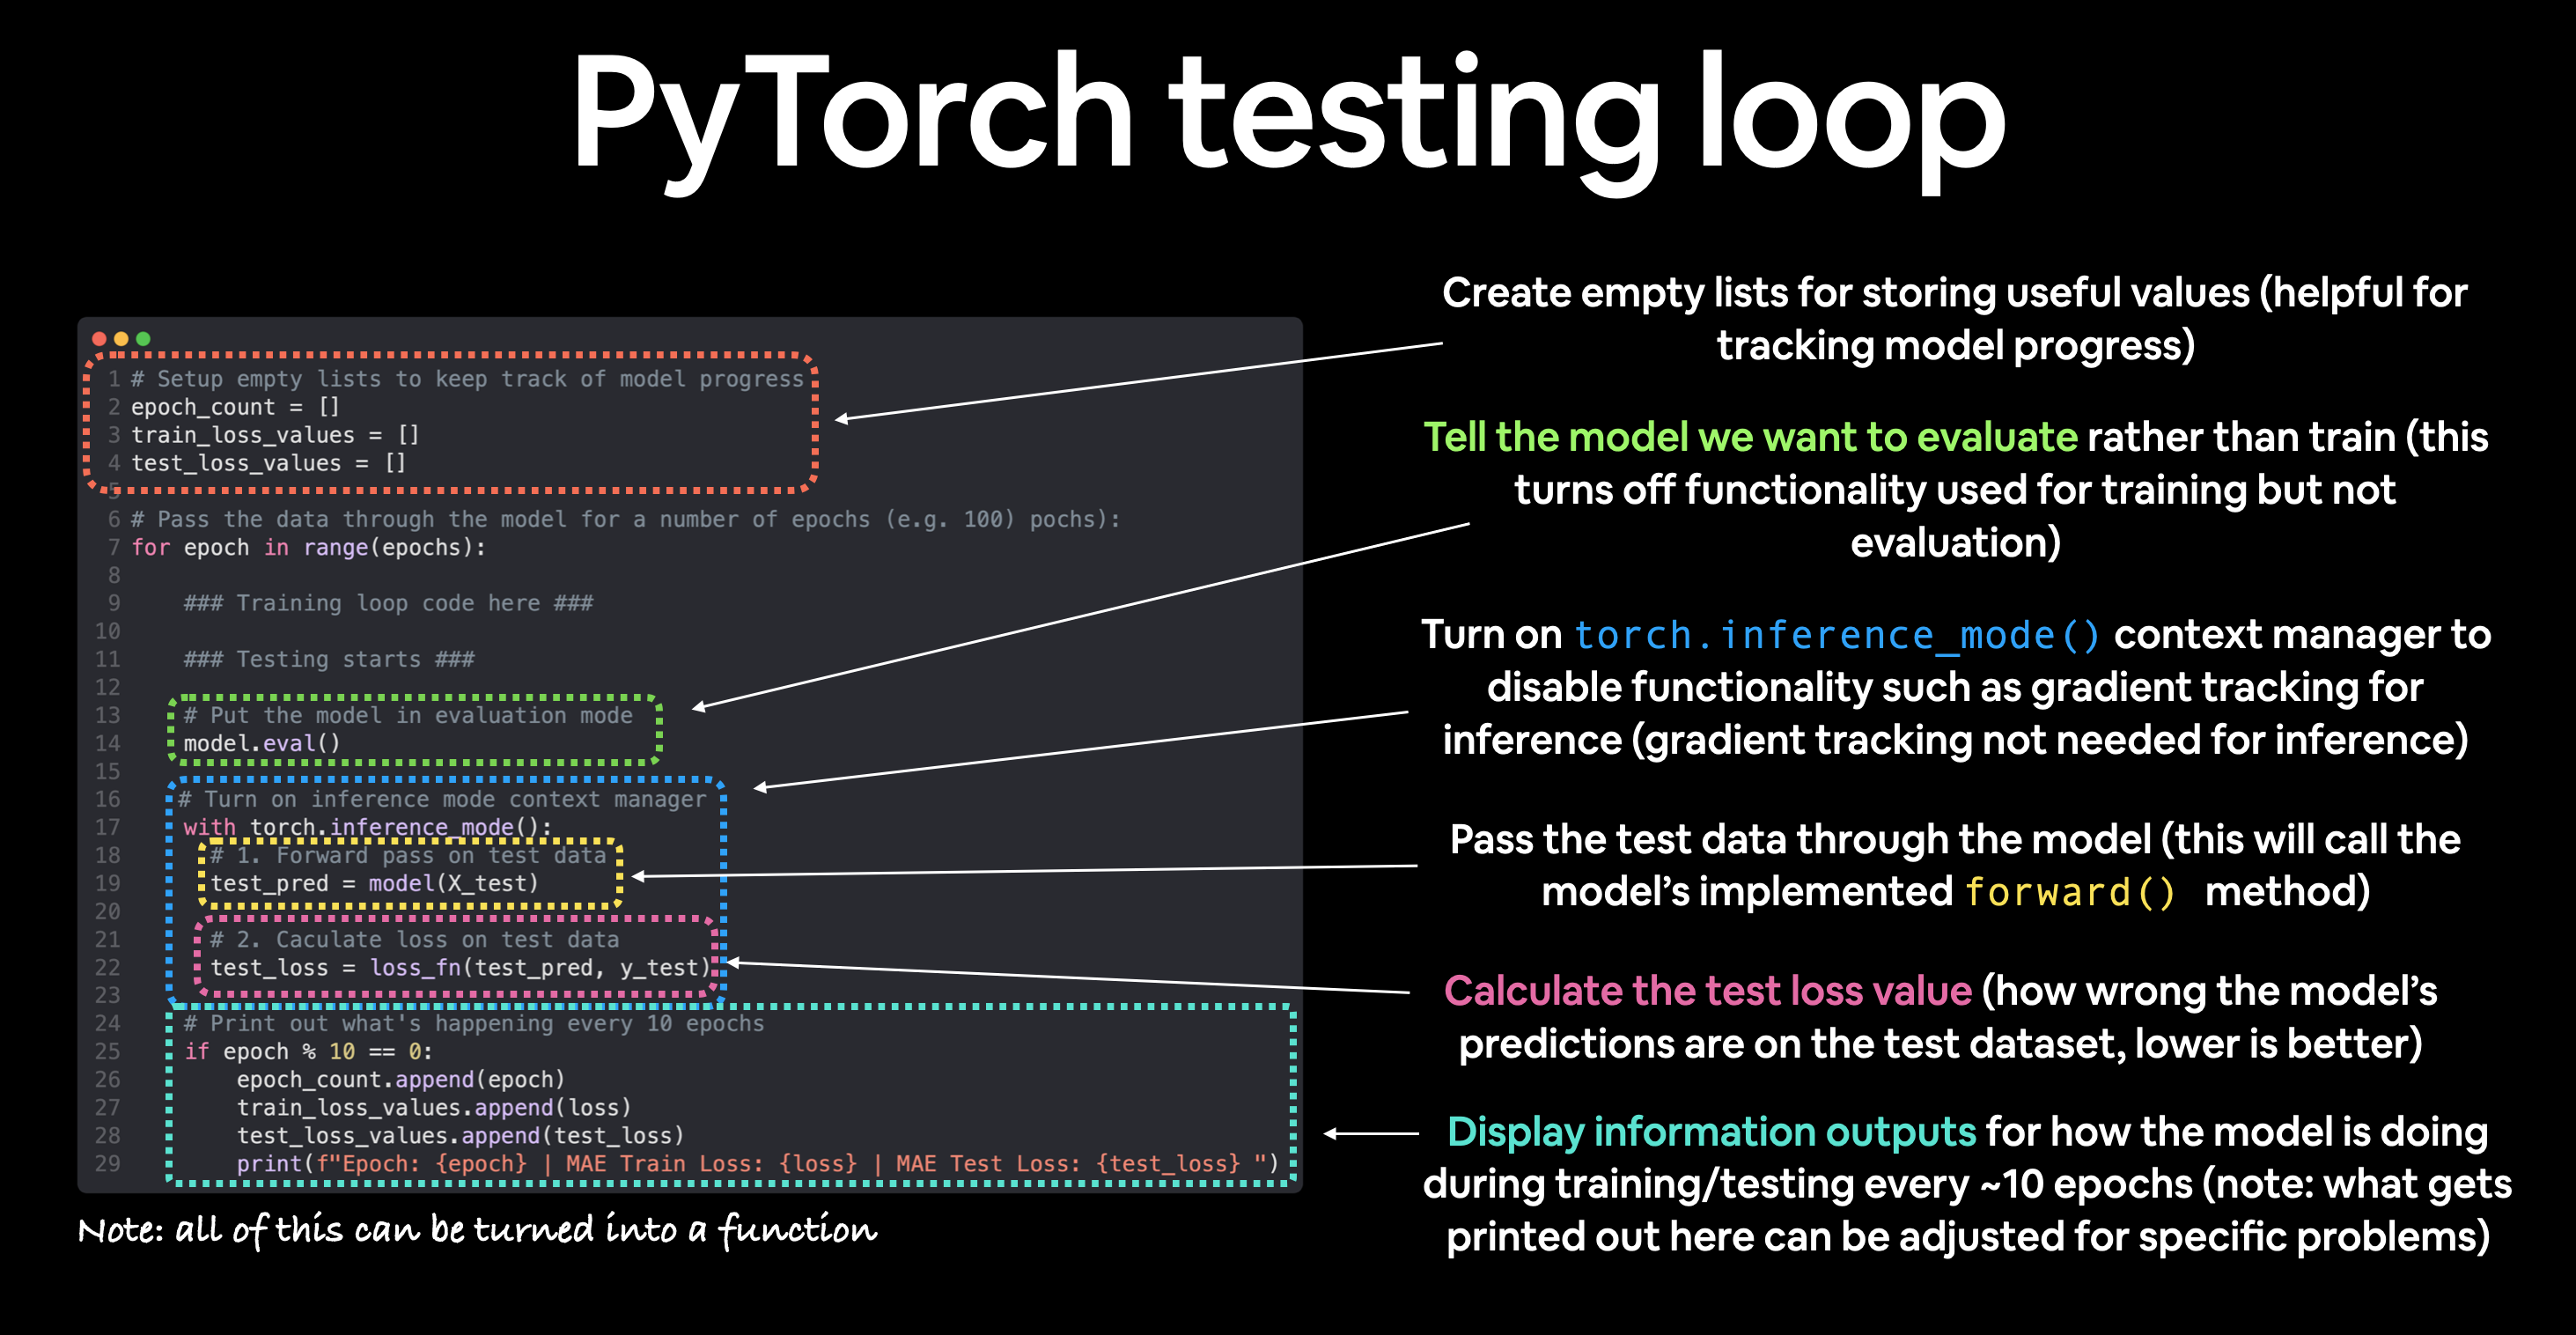 PyTorch testing loop
Create empty lists for storing useful values (helpful for
tracking model progress)
Tell the model we want to evaluate rather than train (this
turns off functionality used for training but not
evaluation)
Turn on torch.inference_mode() context manager to
disable functionality such as gradient tracking for
inference (gradient tracking not needed for inference)
Pass the test data through the model (this will call the
model's implemented forward() method)
Calculate the test loss value (how wrong the model's
predictions are on the test dataset, lower is better)
Display information outputs for how the model is doing
during training/testing every ~10 epochs (note: what gets
printed out here can be adjusted for specific problems)
1 # Setup empty lists to keep track of model progress
2 epoch_count = []
3 train_loss_values = []
4 test_loss_values = []
5
6 # Pass the data through the model for a number of epochs (e.g. 100) pochs):
7 for epoch in range(epochs):
8
9     ### Training loop code here ###
10
11     ### Testing starts ###
12
13     # Put the model in evaluation mode
14     model.eval()
15
16     # Turn on inference mode context manager
17     with torch.inference_mode():
18       # 1. Forward pass on test data
19       test_pred = model(X_test)
20
21       # 2. Caculate loss on test data
22       test_loss = loss_fn(test_pred, y_test)
23
24     # Print out what's happening every 10 epochs
25     if epoch % 10 == 0:
26         epoch_count.append(epoch)
27         train_loss_values.append(loss)
28         test_loss_values.append(test_loss)
29         print(f"Epoch: {epoch} | MAE Train Loss: {loss} | MAE Test Loss: {test_loss} ")
Note: all of this can be turned into a function